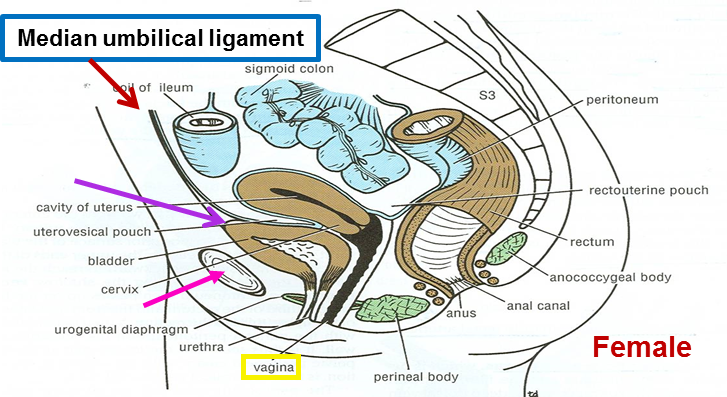 Median umbilical ligament
coil of ileum
sigmoid colon
S3
peritoneum
cavity of uterus
rectouterine pouch
uterovesical pouch
rectum
bladder
anococcygeal body
cervix
anal canal
anus
urogenital diaphragm
urethra
Female
vagina
perineal body